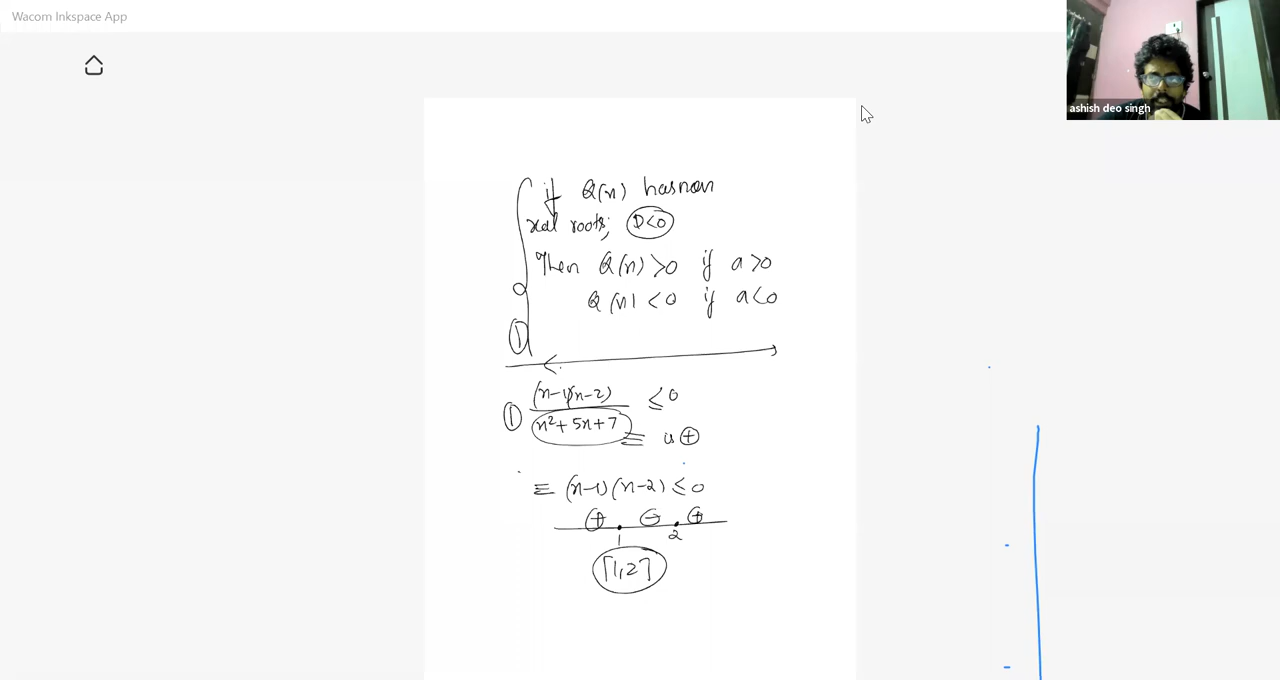 Wacom Inkspace App
ashish deo singh
if Q(x) has non
real roots; D<0
Then Q(x) >0 if a >0
Q(x) <0 if a<0
①
① (x-1)(x-2) / x²+5x+7 ≤ 0
is ⊕
≡ (x-1)(x-2) ≤ 0
⊕ ⊖ ⊕
1 2
[1,2]